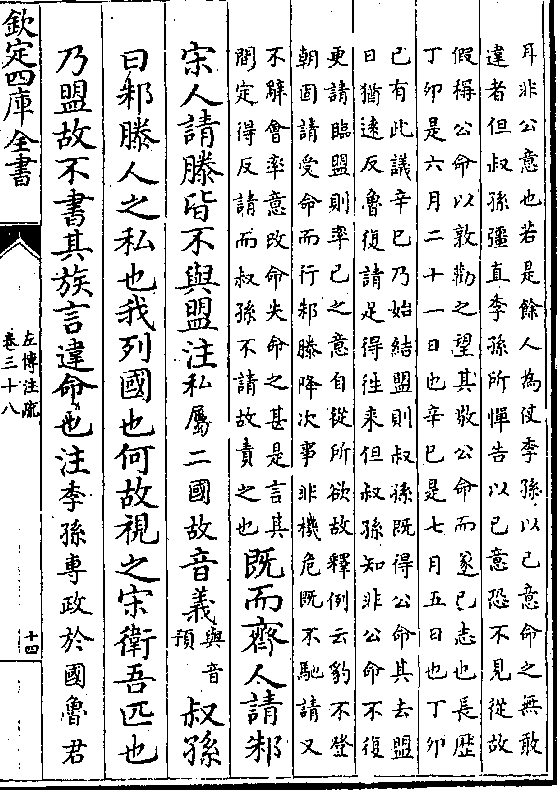 耳非公意也若是餘人為使季孫以已意命之無敢
違者但叔孫彊直季孫所憚告以已意恐不見從故
假稱公命以敦勸之望其敬公命而遂已志也長歷
丁卯是六月二十一日也辛巳是七月五日也丁卯
已有此議辛巳乃始結盟則叔孫既得公命其去盟
日猶遠反魯復請足得往来但叔孫知非公命不復
更請臨盟則率已之意自從所欲故釋例云豹不登
朝固請受命而行邾滕降次事非機危既不馳請又
不辭會率意改命失命之甚是言其
間定得反請而叔孫不請故責之也
既而齊人請邾
宋人請滕皆不與盟注私屬二國故音義與音預
叔孫
曰邾滕人之私也我列國也何故視之宋衛吾匹也
乃盟故不書其族言違命也注季孫專政於國魯君
欽定四庫全書
左傳注疏
卷三十八
十四